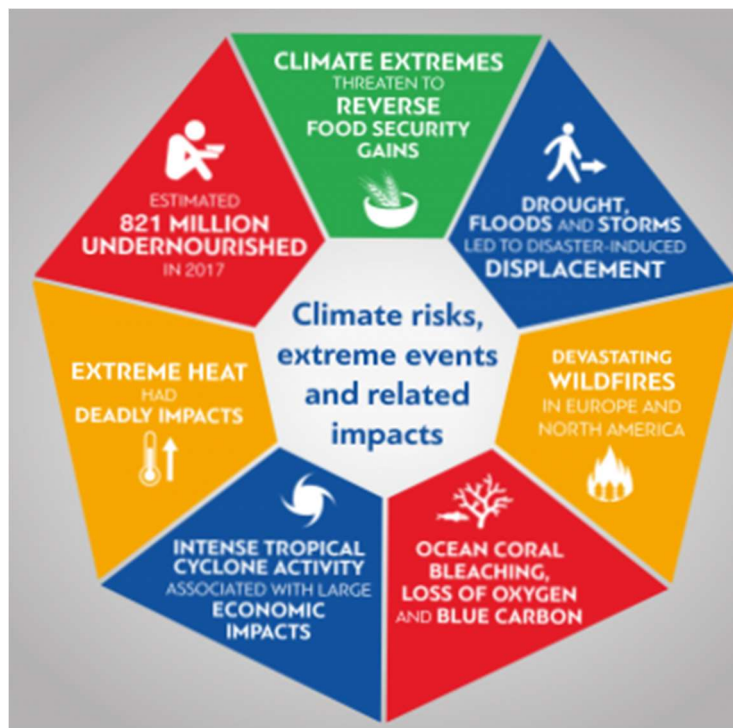 CLIMATE EXTREMES
THREATEN TO
REVERSE
FOOD SECURITY
GAINS
DROUGHT,
FLOODS AND STORMS
LED TO DISASTER-INDUCED
DISPLACEMENT
DEVASTATING
WILDFIRES
IN EUROPE AND
NORTH AMERICA
OCEAN CORAL
BLEACHING,
LOSS OF OXYGEN
AND BLUE CARBON
INTENSE TROPICAL
CYCLONE ACTIVITY
ASSOCIATED WITH LARGE
ECONOMIC
IMPACTS
EXTREME HEAT
HAD
DEADLY IMPACTS
ESTIMATED
821 MILLION
UNDERNOURISHED
IN 2017
Climate risks,
extreme events
and related
impacts